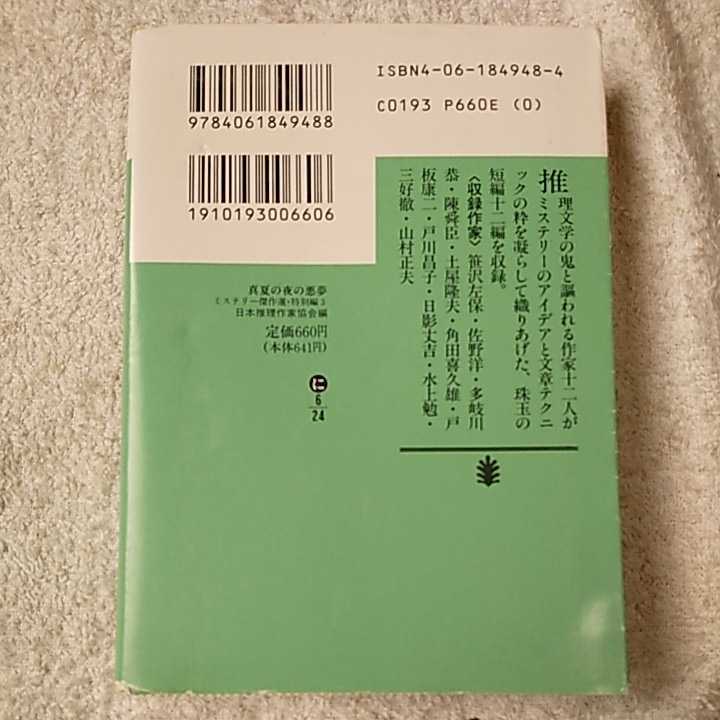 ISBN4-06-184948-4
C0193 P660E (0)
9784061849488
1910193006606
推理文学の鬼と謳われる作家十二人が
ミステリーのアイデアと文章テクニ
ックの粋を凝らして織りあげた、珠玉の
短編十二編を収録。
〈収録作家〉笹沢左保・佐野洋・多岐川
恭・陳舜臣・土屋隆夫・角田喜久雄・戸
板康二・戸川昌子・日影丈吉・水上勉・
三好徹・山村正夫
真夏の夜の悪夢
ミステリー傑作選・特別編3
日本推理作家協会編
定価660円
(本体641円)
に
6
24